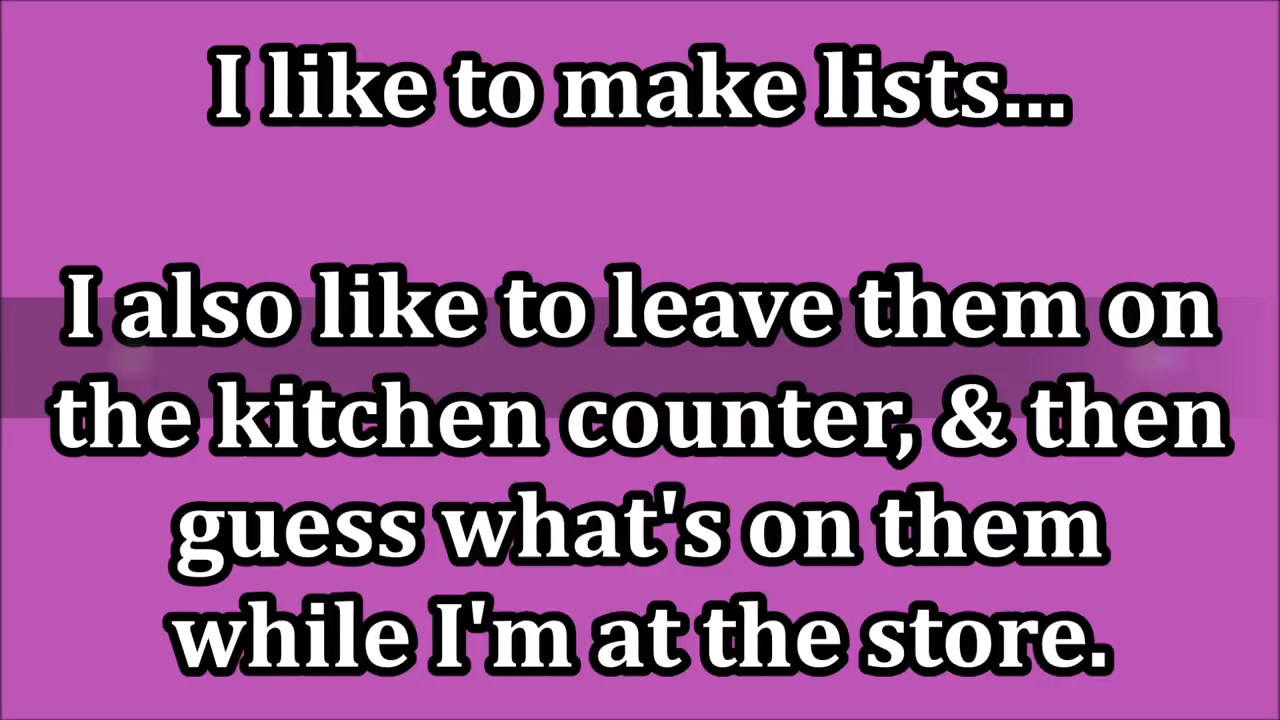 I like to make lists...
I also like to leave them on
the kitchen counter, & then
guess what's on them
while I'm at the store.